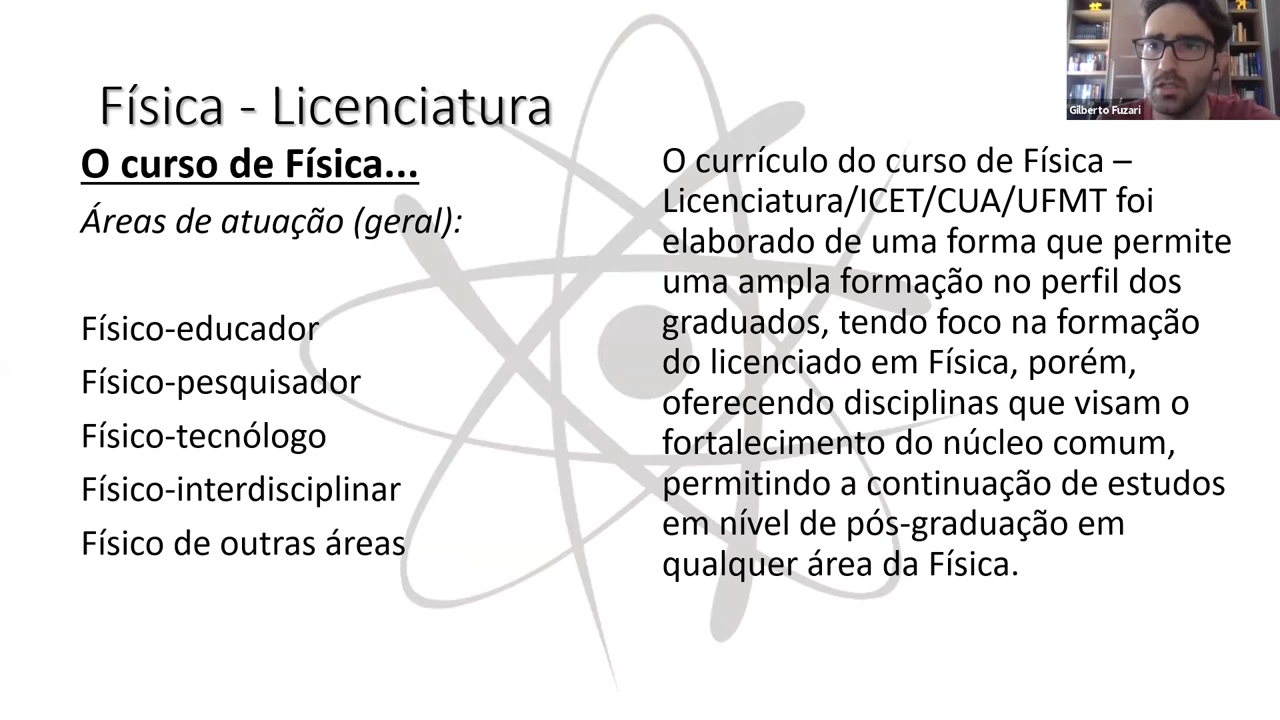 Física - Licenciatura
O curso de Física...
Áreas de atuação (geral):
Físico-educador
Físico-pesquisador
Físico-tecnólogo
Físico-interdisciplinar
Físico de outras áreas
O currículo do curso de Física –
Licenciatura/ICET/CUA/UFMT foi
elaborado de uma forma que permite
uma ampla formação no perfil dos
graduados, tendo foco na formação
do licenciado em Física, porém,
oferecendo disciplinas que visam o
fortalecimento do núcleo comum,
permitindo a continuação de estudos
em nível de pós-graduação em
qualquer área da Física.
Gilberto Fuzari